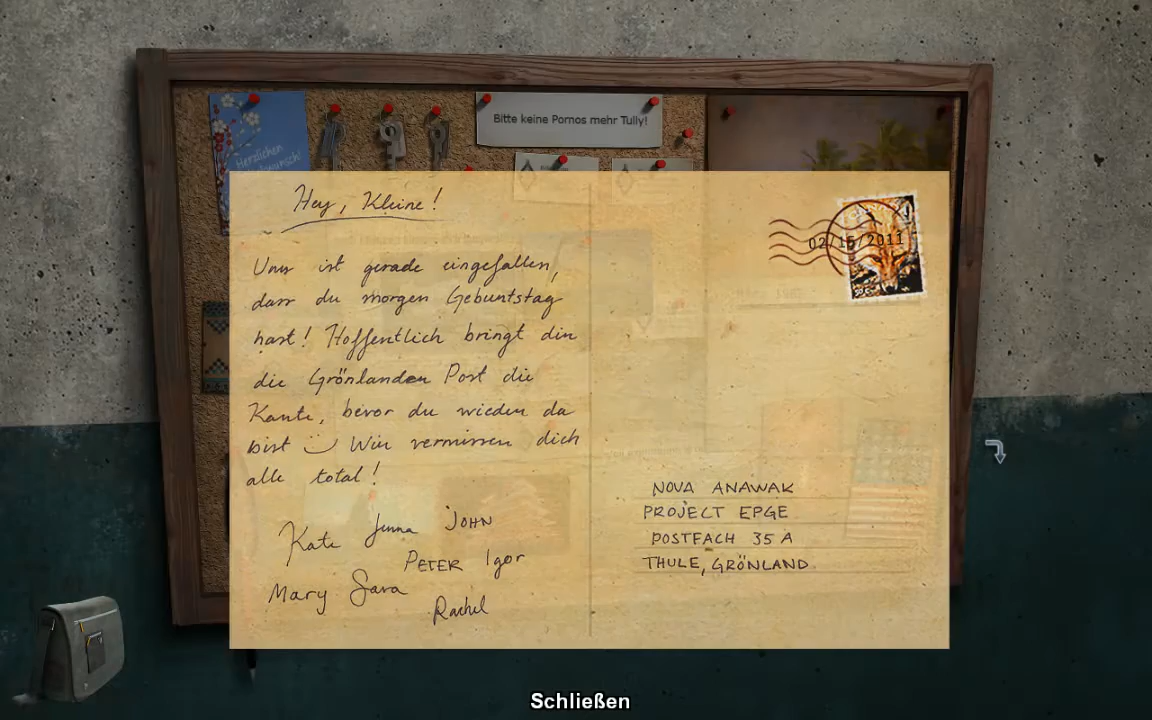 Herzlichen
Bitte keine Pornos mehr Tully!
Hey, Kleine!
Uns ist gerade eingefallen,
dass du morgen Geburtstag
hast! Hoffentlich bringt dir
die Grönlander Post die
Karte, bevor du wieder da
bist Wir vermissen dich
alle total!
Kate Jenna JOHN
PETER Igor
Mary Sara
Rachel
02/15/2011
NOVA ANAWAK
PROJECT EPGE
POSTFACH 35 A
THULE, GRÖNLAND
Schließen